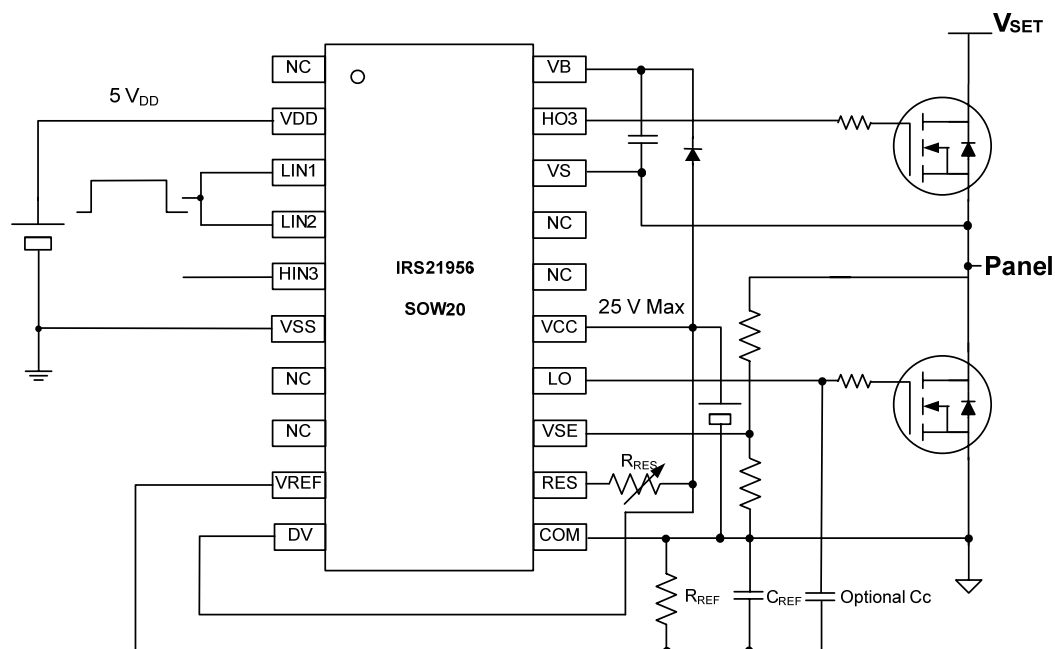 VSET
NC
VB
5 VDD
VDD
HO3
LIN1
VS
LIN2
NC
HIN3
IRS21956
NC
Panel
SOW20
VSS
25 V Max
VCC
NC
LO
NC
VSE
VREF
RES
RRES
DV
COM
RREF
CREF
Optional Cc